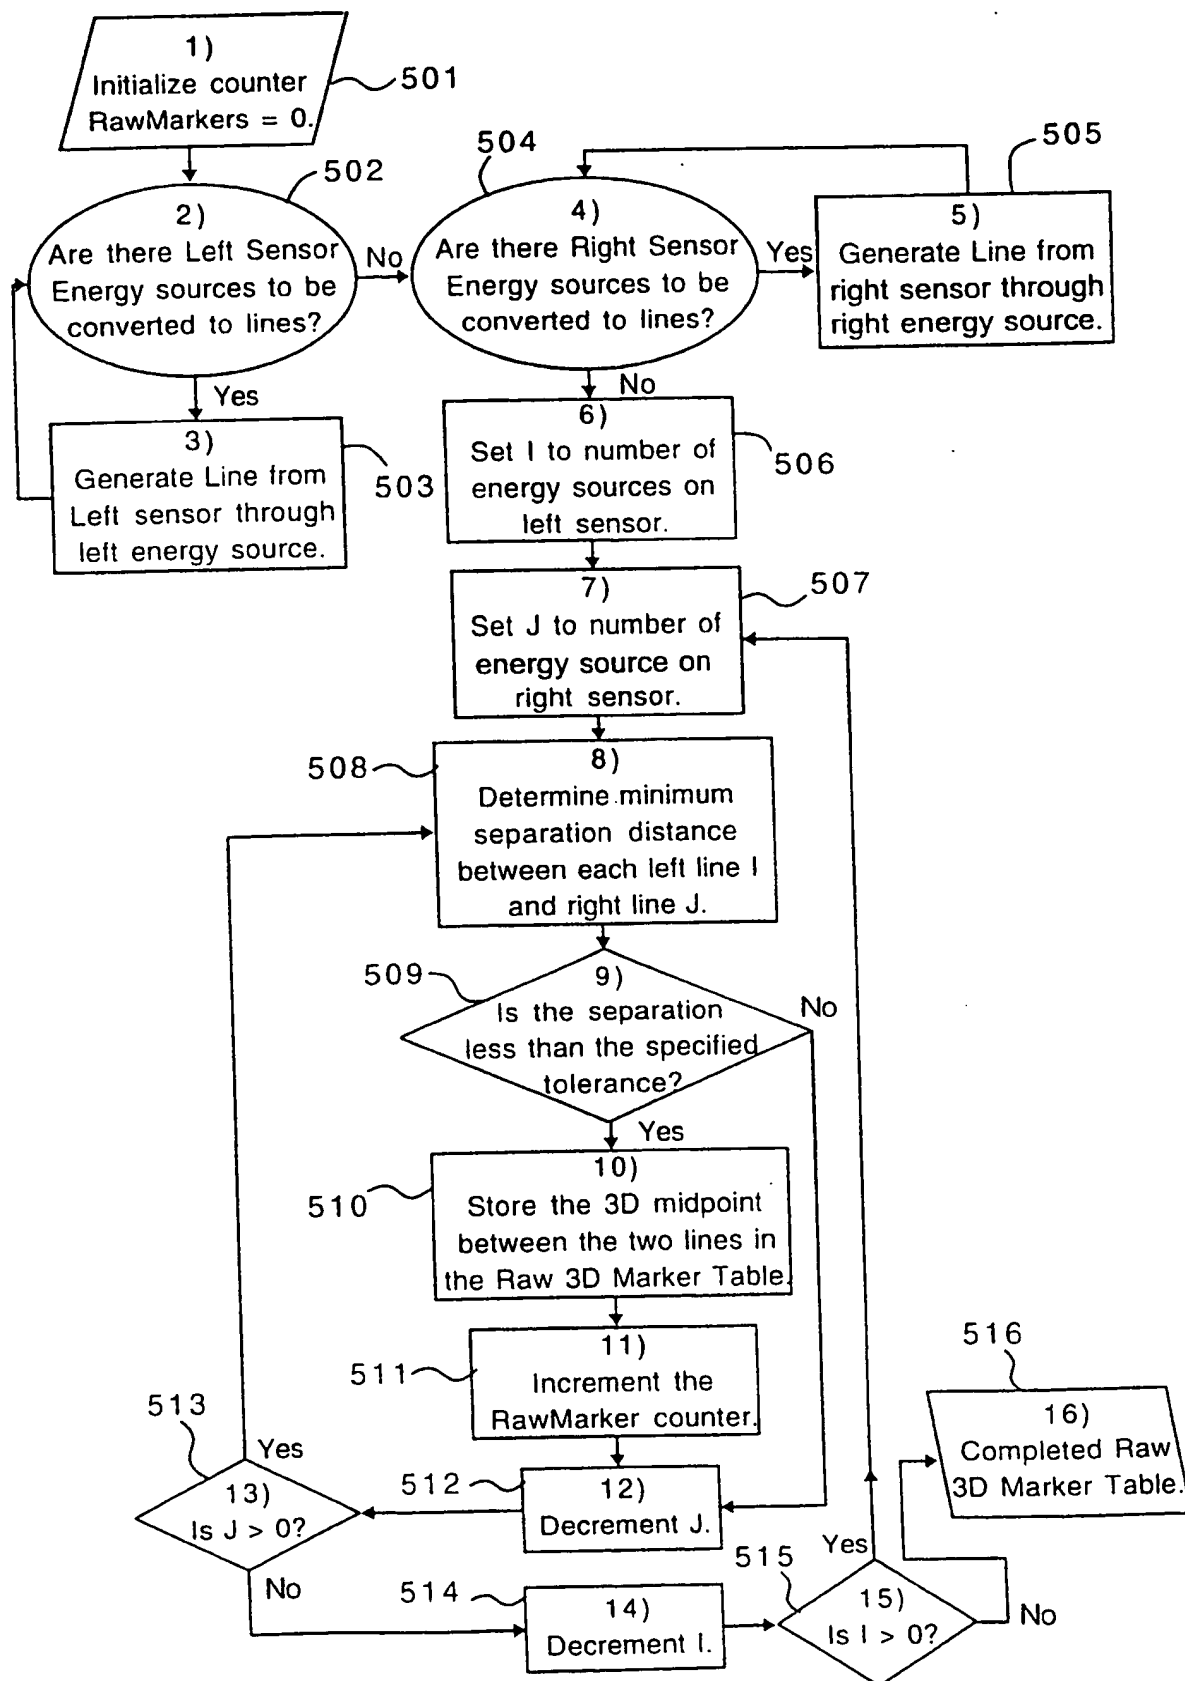 1)
Initialize counter
RawMarkers = 0.
501
502
2)
Are there Left Sensor
Energy sources to be
converted to lines?
No
Yes
504
4)
Are there Right Sensor
Energy sources to be
converted to lines?
Yes
No
505
5)
Generate Line from
right sensor through
right energy source.
3)
Generate Line from
Left sensor through
left energy source.
503
6)
Set I to number of
energy sources on
left sensor.
506
7)
Set J to number of
energy source on
right sensor.
507
508
8)
Determine minimum
separation distance
between each left line I
and right line J.
509
9)
Is the separation
less than the specified
tolerance?
No
Yes
510
10)
Store the 3D midpoint
between the two lines in
the Raw 3D Marker Table.
511
11)
Increment the
RawMarker counter.
512
12)
Decrement J.
513
Yes
13)
Is J > 0?
No
514
14)
Decrement I.
515
Yes
15)
Is I > 0?
No
516
16)
Completed Raw
3D Marker Table.